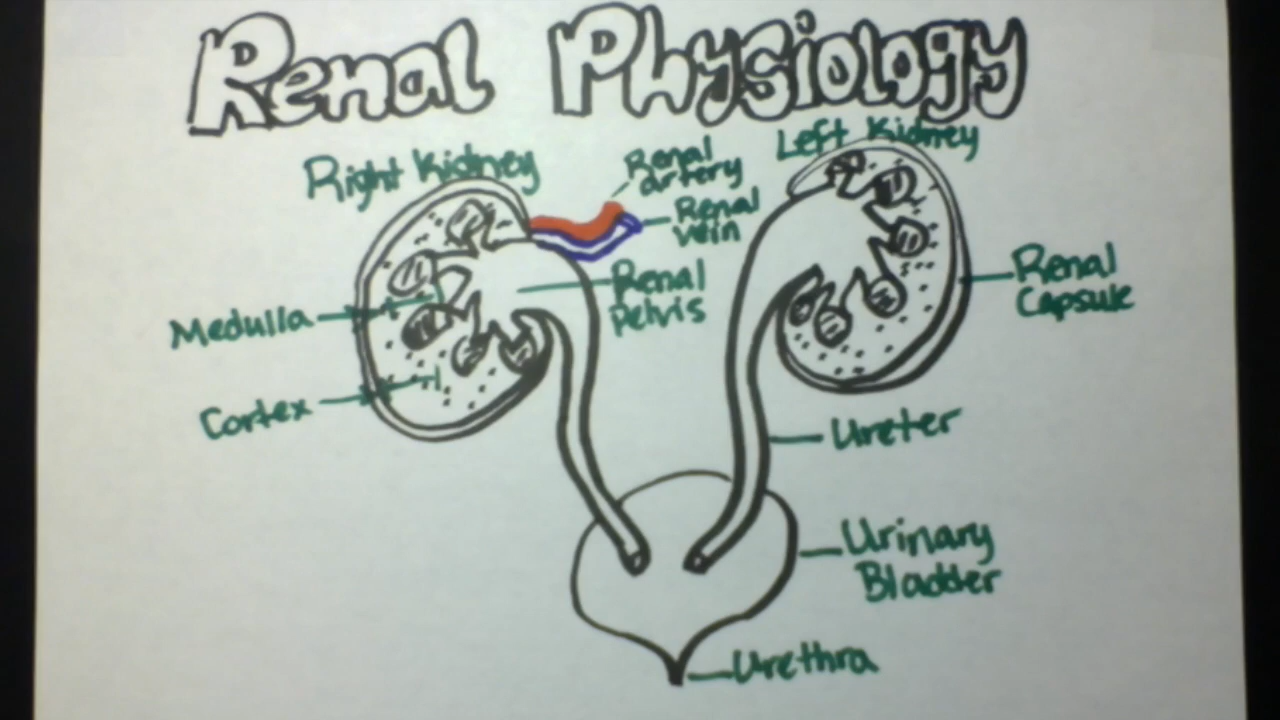 Renal Physiology
Left Kidney
Right Kidney
Renal
artery
Renal
vein
Renal
Pelvis
Renal
Capsule
Medulla
Cortex
Ureter
Urinary
Bladder
Urethra